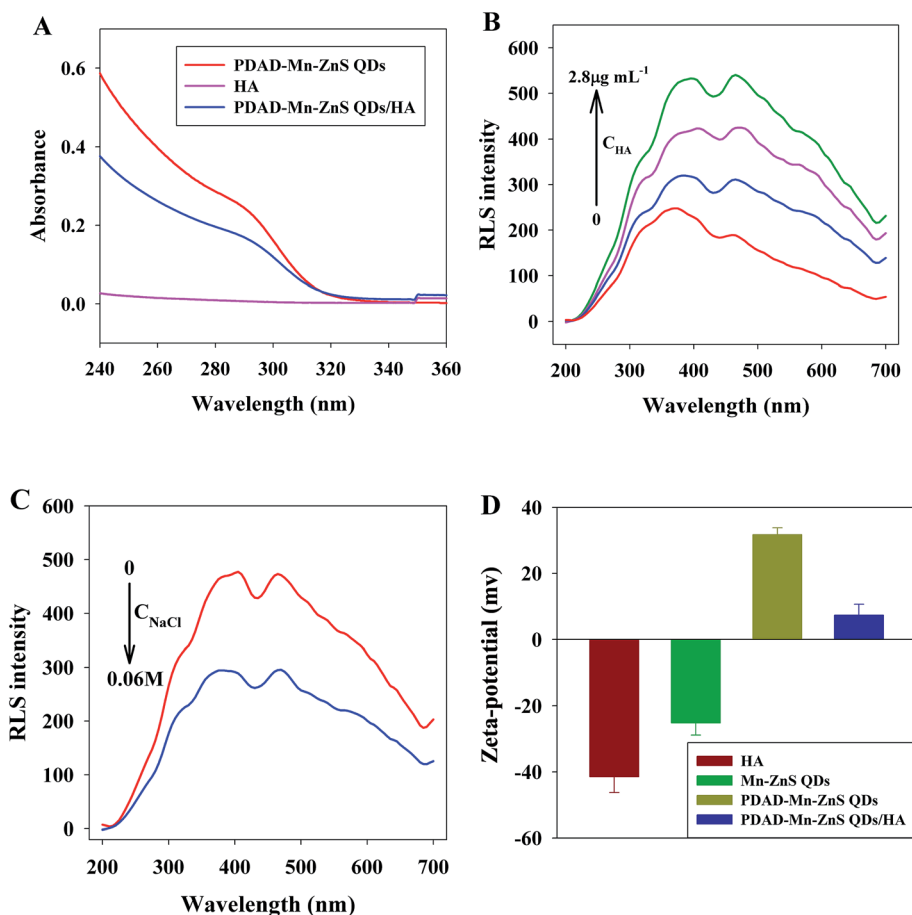 A
0.6
0.4
0.2
0.0
Absorbance
PDAD-Mn-ZnS QDs
HA
PDAD-Mn-ZnS QDs/HA
240 260 280 300 320 340 360
Wavelength (nm)
B
600
500
400
300
200
100
0
RLS intensity
2.8μg mL⁻¹
C_HA
0
200 300 400 500 600 700
Wavelength (nm)
C
600
500
400
300
200
100
0
RLS intensity
0
C_NaCl
0.06M
200 300 400 500 600 700
Wavelength (nm)
D
40
20
0
-20
-40
-60
Zeta-potential (mv)
HA
Mn-ZnS QDs
PDAD-Mn-ZnS QDs
PDAD-Mn-ZnS QDs/HA